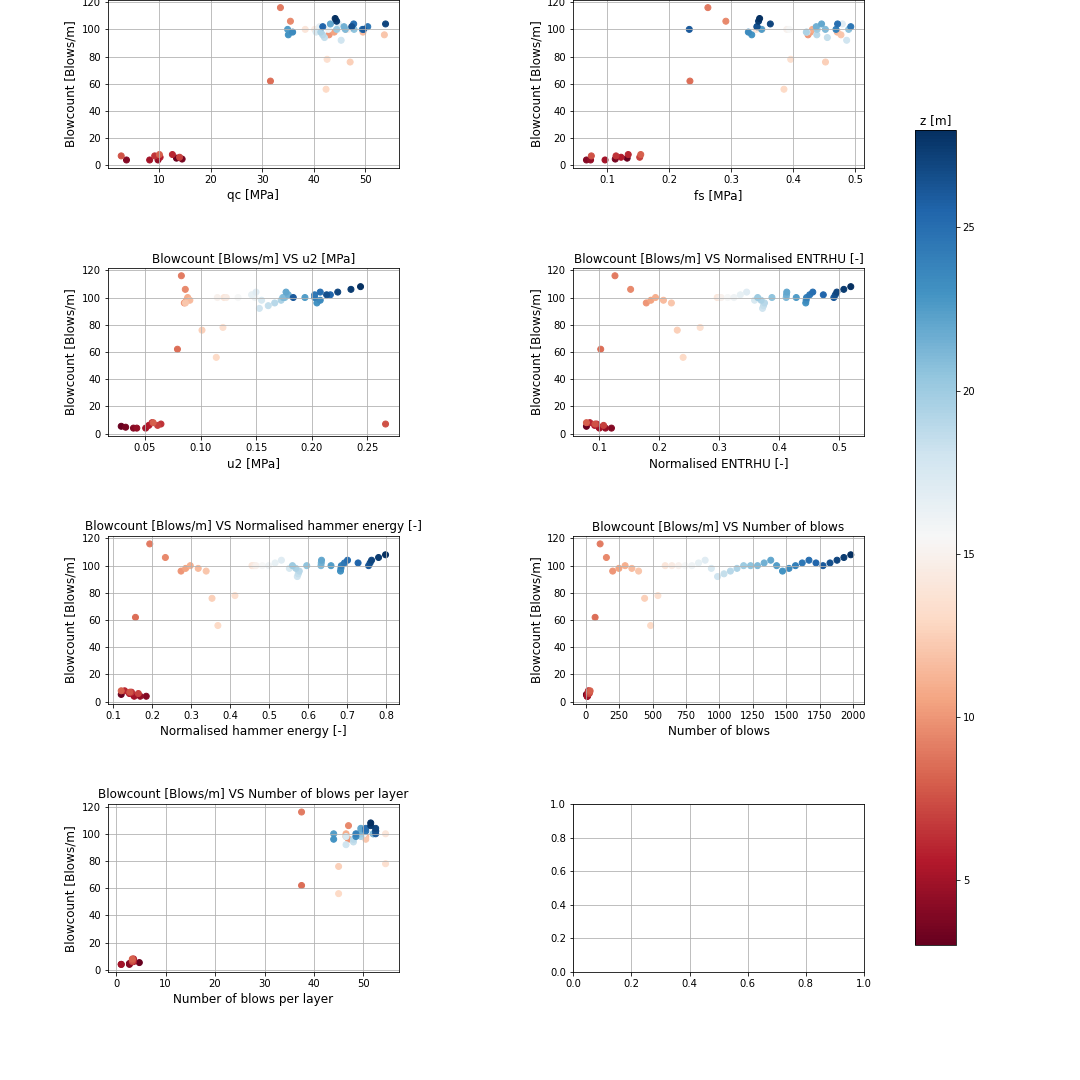 120
100
80
60
40
20
0
Blowcount [Blows/m]
10 20 30 40 50
qc [MPa]
120
100
80
60
40
20
0
Blowcount [Blows/m]
0.1 0.2 0.3 0.4 0.5
fs [MPa]
Blowcount [Blows/m] VS u2 [MPa]
120
100
80
60
40
20
0
Blowcount [Blows/m]
0.05 0.10 0.15 0.20 0.25
u2 [MPa]
Blowcount [Blows/m] VS Normalised ENTRHU [-]
120
100
80
60
40
20
0
Blowcount [Blows/m]
0.1 0.2 0.3 0.4 0.5
Normalised ENTRHU [-]
Blowcount [Blows/m] VS Normalised hammer energy [-]
120
100
80
60
40
20
0
Blowcount [Blows/m]
0.1 0.2 0.3 0.4 0.5 0.6 0.7 0.8
Normalised hammer energy [-]
Blowcount [Blows/m] VS Number of blows
120
100
80
60
40
20
0
Blowcount [Blows/m]
0 250 500 750 1000 1250 1500 1750 2000
Number of blows
Blowcount [Blows/m] VS Number of blows per layer
120
100
80
60
40
20
0
Blowcount [Blows/m]
0 10 20 30 40 50
Number of blows per layer
1.0
0.8
0.6
0.4
0.2
0.0
0.0 0.2 0.4 0.6 0.8 1.0
z [m]
25
20
15
10
5